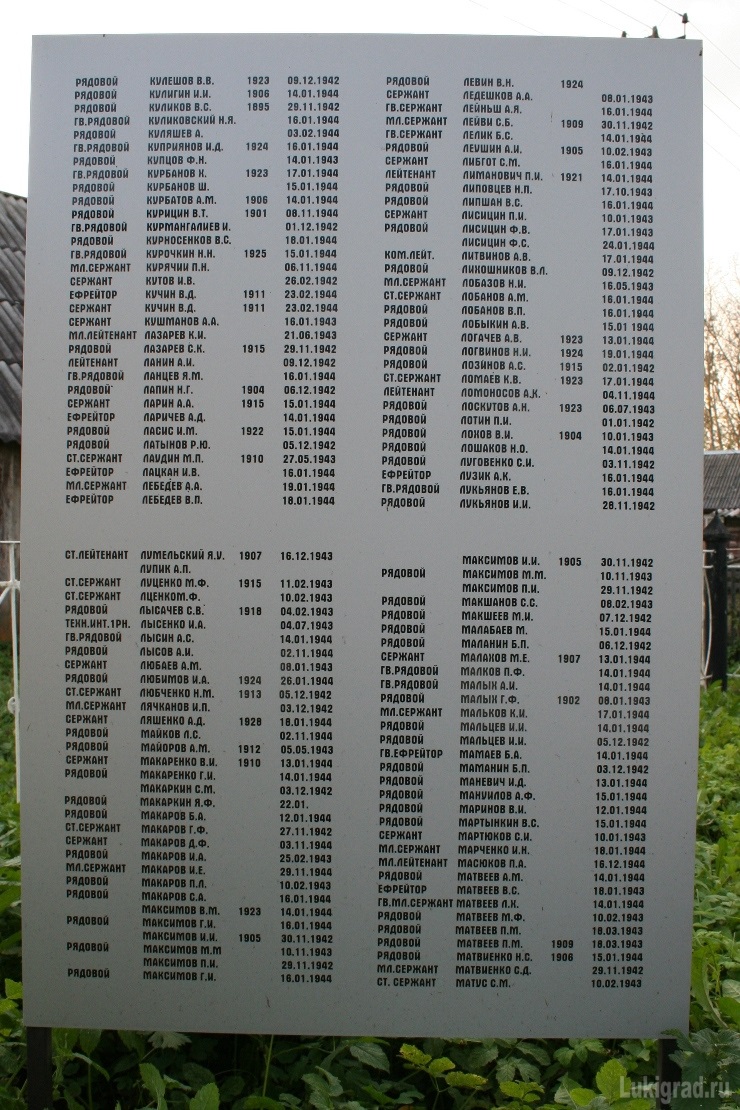 РЯДОВОЙ КУЛЕШОВ В.В. 1923 09.12.1942
РЯДОВОЙ КУЛИГИН И.И. 1906 14.01.1944
РЯДОВОЙ КУЛИКОВ В.С. 1895 29.11.1942
ГВ.РЯДОВОЙ КУЛИКОВСКИЙ Н.Я. 16.01.1944
РЯДОВОЙ КУЛЯШЕВ А. 03.02.1944
ГВ.РЯДОВОЙ КУПРИЯНОВ И.Д. 1924 16.01.1944
РЯДОВОЙ КУПЦОВ Ф.Н. 14.01.1943
ГВ.РЯДОВОЙ КУРБАНОВ К. 1923 17.01.1944
РЯДОВОЙ КУРБАНОВ Ш. 15.01.1944
РЯДОВОЙ КУРБАТОВ А.М. 1906 14.01.1944
РЯДОВОЙ КУРИЦИН В.Т. 1901 08.11.1944
ГВ.РЯДОВОЙ КУРМАНГАЛИЕВ И. 01.12.1942
РЯДОВОЙ КУРНОСЕНКОВ В.С. 18.01.1944
ГВ.РЯДОВОЙ КУРОЧКИН Н.Н. 1925 15.01.1944
МЛ.СЕРЖАНТ КУРЯЧИИ П.Н. 06.11.1944
СЕРЖАНТ КУТОВ И.В. 26.02.1942
ЕФРЕЙТОР КУЧИН В.Д. 1911 23.02.1944
СЕРЖАНТ КУЧИН В.Д. 1911 23.02.1944
СЕРЖАНТ КУШМАНОВ А.А. 16.01.1943
МЛ.ЛЕЙТЕНАНТ ЛАЗАРЕВ К.И. 21.06.1943
РЯДОВОЙ ЛАЗАРЕВ С.К. 1915 29.11.1942
ЛЕЙТЕНАНТ ЛАНИН А.И. 09.12.1942
ГВ.РЯДОВОЙ ЛАНЦЕВ Я.М. 16.01.1944
РЯДОВОЙ ЛАПИН Н.Г. 1904 06.12.1942
СЕРЖАНТ ЛАРИН А.А. 1915 15.01.1944
ЕФРЕЙТОР ЛАРИЧЕВ А.Д. 14.01.1944
РЯДОВОЙ ЛАСИС И.М. 1922 15.01.1944
РЯДОВОЙ ЛАТЫНОВ Р.Ю. 05.12.1942
СТ.СЕРЖАНТ ЛАУДИН М.П. 1910 27.05.1943
ЕФРЕЙТОР ЛАЦКАН И.В. 16.01.1944
МЛ.СЕРЖАНТ ЛЕБЕДЕВ А.А. 19.01.1944
ЕФРЕЙТОР ЛЕБЕДЕВ В.П. 18.01.1944
РЯДОВОЙ ЛЕВИН В.Н. 1924
СЕРЖАНТ ЛЕДЕШКОВ А.А. 08.01.1943
ГВ.СЕРЖАНТ ЛЕЙНЬШ А.Я. 16.01.1944
МЛ.СЕРЖАНТ ЛЕЙВИ С.Б. 1909 30.11.1942
ГВ.СЕРЖАНТ ЛЕЛИК Б.С. 14.01.1944
РЯДОВОЙ ЛЕУШИН А.И. 1905 10.02.1943
СЕРЖАНТ ЛИБГОТ С.М. 16.01.1944
ЛЕЙТЕНАНТ ЛИМАНОВИЧ П.И. 1921 14.01.1944
РЯДОВОЙ ЛИПОВЦЕВ Н.П. 17.10.1943
РЯДОВОЙ ЛИПШАН В.С. 16.01.1944
СЕРЖАНТ ЛИСИЦИН П.И. 10.01.1943
РЯДОВОЙ ЛИСИЦИН Ф.В. 17.01.1943
ЛИСИЦИН Ф.С. 24.01.1944
КОМ.ЛЕЙТ. ЛИТВИНОВ А.В. 17.01.1944
РЯДОВОЙ ЛИХОШНИКОВ В.Л. 09.12.1942
МЛ.СЕРЖАНТ ЛОБАЗОВ Н.И. 16.05.1943
СТ.СЕРЖАНТ ЛОБАНОВ А.М. 16.01.1944
РЯДОВОЙ ЛОБАНОВ В.П. 16.01.1944
РЯДОВОЙ ЛОБЫКИН А.В. 15.01 1944
СЕРЖАНТ ЛОГАЧЕВ А.В. 1923 13.01.1944
РЯДОВОЙ ЛОГВИНОВ Н.И. 1924 19.01.1944
РЯДОВОЙ ЛОЗИНОВ А.С. 1915 02.01.1942
СТ.СЕРЖАНТ ЛОМАЕВ К.В. 1923 17.01.1944
ЛЕЙТЕНАНТ ЛОМОНОСОВ А.К. 04.11.1944
РЯДОВОЙ ЛОСКУТОВ А.Н. 1923 06.07.1943
РЯДОВОЙ ЛОТИН П.И. 01.01.1942
РЯДОВОЙ ЛОХОВ В.И. 1904 10.01.1943
РЯДОВОЙ ЛОШАКОВ Н.О. 14.01.1944
РЯДОВОЙ ЛУГОВЕНКО С.И. 03.11.1942
ЕФРЕЙТОР ЛУЗИК А.К. 16.01.1944
ГВ.РЯДОВОЙ ЛУКЬЯНОВ Е.В. 16.01.1944
РЯДОВОЙ ЛУКЬЯНОВ И.И. 28.11.1942
СТ.ЛЕЙТЕНАНТ ЛУМЕЛЬСКИЙ Я.У. 1907 16.12.1943
ЛУПИК А.П.
СТ.СЕРЖАНТ ЛУЦЕНКО М.Ф. 1915 11.02.1943
СТ.СЕРЖАНТ ЛЦЕНКОМ.Ф. 10.02.1943
РЯДОВОЙ ЛЫСАЧЕВ С.В. 1918 04.02.1943
ТЕХН.ИНТ.1РН. ЛЫСЕНКО И.А. 04.07.1943
ГВ.РЯДОВОЙ ЛЫСИН А.С. 14.01.1944
РЯДОВОЙ ЛЫСОВ А.И. 02.11.1944
СЕРЖАНТ ЛЮБАЕВ А.М. 08.01.1943
РЯДОВОЙ ЛЮБИМОВ И.А. 1924 26.01.1944
СТ.СЕРЖАНТ ЛЮБЧЕНКО Н.М. 1913 05.12.1942
МЛ.СЕРЖАНТ ЛЯЧКАНОВ И.П. 03.12.1942
СЕРЖАНТ ЛЯШЕНКО А.Д. 1928 18.01.1944
РЯДОВОЙ МАЙКОВ Л.С. 02.11.1944
РЯДОВОЙ МАЙОРОВ А.М. 1912 05.05.1943
СЕРЖАНТ МАКАРЕНКО В.И. 1910 13.01.1944
РЯДОВОЙ МАКАРЕНКО Г.И. 14.01.1944
МАКАРКИН С.М. 03.12.1942
РЯДОВОЙ МАКАРКИН Я.Ф. 22.01.
РЯДОВОЙ МАКАРОВ Б.А. 12.01.1944
СТ.СЕРЖАНТ МАКАРОВ Г.Ф. 27.11.1942
СЕРЖАНТ МАКАРОВ Д.Ф. 03.11.1944
РЯДОВОЙ МАКАРОВ И.А. 25.02.1943
МЛ.СЕРЖАНТ МАКАРОВ И.Е. 29.11.1944
РЯДОВОЙ МАКАРОВ П.Л. 10.02.1943
РЯДОВОЙ МАКАРОВ С.А. 16.01.1944
МАКСИМОВ В.М. 1923 14.01.1944
РЯДОВОЙ МАКСИМОВ Г.И. 16.01.1944
МАКСИМОВ И.И. 1905 30.11.1942
РЯДОВОЙ МАКСИМОВ М.М 10.11.1943
МАКСИМОВ П.И. 29.11.1942
РЯДОВОЙ МАКСИМОВ Г.И. 16.01.1944
МАКСИМОВ И.И. 1905 30.11.1942
РЯДОВОЙ МАКСИМОВ М.М. 10.11.1943
МАКСИМОВ П.И. 29.11.1942
РЯДОВОЙ МАКШАНОВ С.С. 08.02.1943
РЯДОВОЙ МАКШЕЕВ М.И. 07.12.1942
РЯДОВОЙ МАЛАБАЕВ М. 15.01.1944
РЯДОВОЙ МАЛАНИН Б.П. 06.12.1942
СЕРЖАНТ МАЛАХОВ М.Е. 1907 13.01.1944
ГВ.РЯДОВОЙ МАЛКОВ П.Ф. 14.01.1944
ГВ.РЯДОВОЙ МАЛЫХ А.И. 14.01.1944
РЯДОВОЙ МАЛЫХ Г.Ф. 1902 08.01.1943
МЛ.СЕРЖАНТ МАЛЬКОВ К.И. 17.01.1944
РЯДОВОЙ МАЛЬЦЕВ И.И. 14.01.1944
РЯДОВОЙ МАЛЬЦЕВ И.И. 05.12.1942
ГВ.ЕФРЕЙТОР МАМАЕВ Б.А. 14.01.1944
РЯДОВОЙ МАМАНИН Б.П. 03.12.1942
РЯДОВОЙ МАНЕВИЧ И.Д. 13.01.1944
РЯДОВОЙ МАНУИЛОВ А.Ф. 15.01.1944
РЯДОВОЙ МАРИНОВ В.И. 12.01.1944
РЯДОВОЙ МАРТЫНКИН В.С. 15.01.1944
СЕРЖАНТ МАРТЮКОВ С.И. 10.01.1943
МЛ.СЕРЖАНТ МАРЧЕНКО И.Н. 18.01.1944
МЛ.ЛЕЙТЕНАНТ МАСЮКОВ П.А. 16.12.1944
РЯДОВОЙ МАТВЕЕВ А.М. 14.01.1944
ЕФРЕЙТОР МАТВЕЕВ В.С. 18.01.1943
ГВ.МЛ.СЕРЖАНТ МАТВЕЕВ Л.Х. 14.01.1944
РЯДОВОЙ МАТВЕЕВ М.Ф. 10.02.1943
РЯДОВОЙ МАТВЕЕВ П.М. 18.03.1943
РЯДОВОЙ МАТВЕЕВ П.М. 1909 18.03.1943
РЯДОВОЙ МАТВИЕНКО Н.С. 1906 15.01.1944
МЛ.СЕРЖАНТ МАТВИЕНКО С.Д. 29.11.1942
СТ. СЕРЖАНТ МАТУС С.М. 10.02.1943
Lukigrad.ru